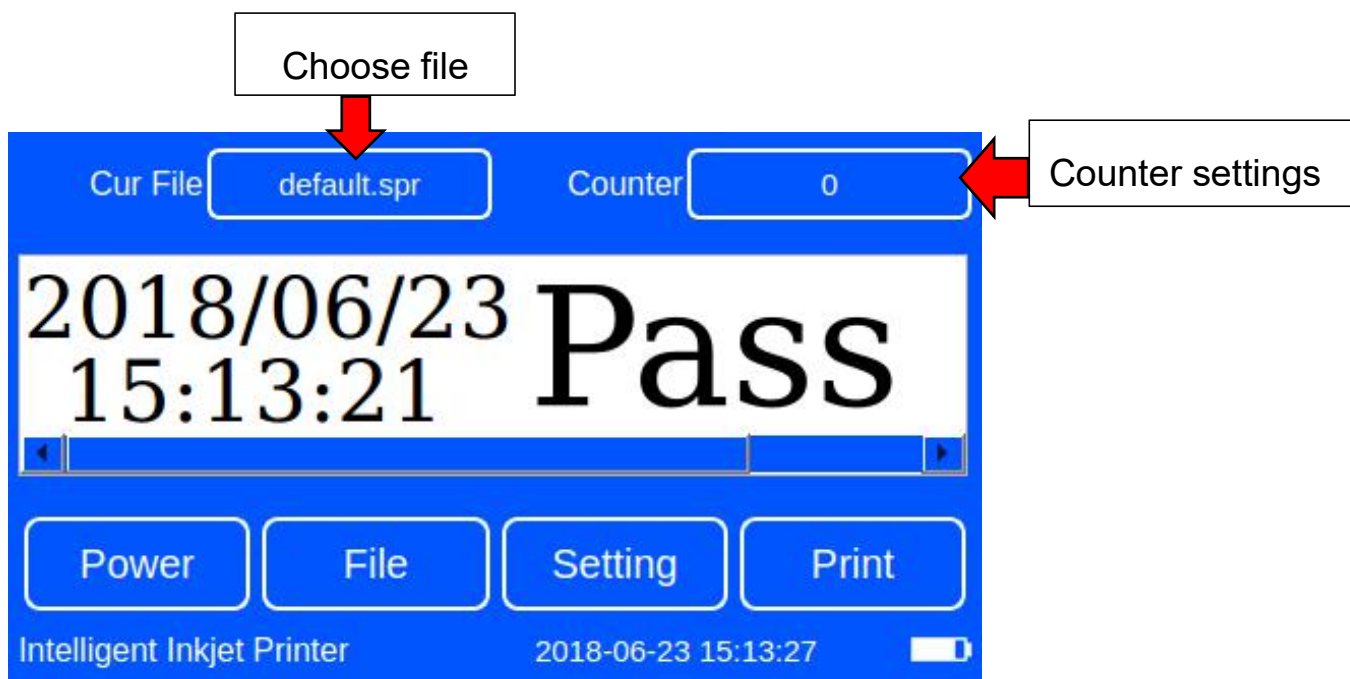 Choose file
Cur File default.spr Counter 0 Counter settings
2018/06/23 Pass
15:13:21
Power File Setting Print
Intelligent Inkjet Printer 2018-06-23 15:13:27